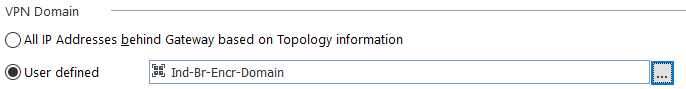 VPN Domain
All IP Addresses behind Gateway based on Topology information
User defined Ind-Br-Encr-Domain ...